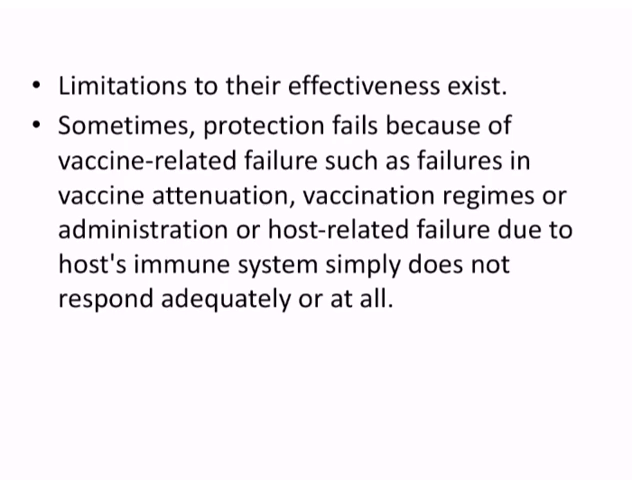 • Limitations to their effectiveness exist.
• Sometimes, protection fails because of
vaccine-related failure such as failures in
vaccine attenuation, vaccination regimes or
administration or host-related failure due to
host's immune system simply does not
respond adequately or at all.